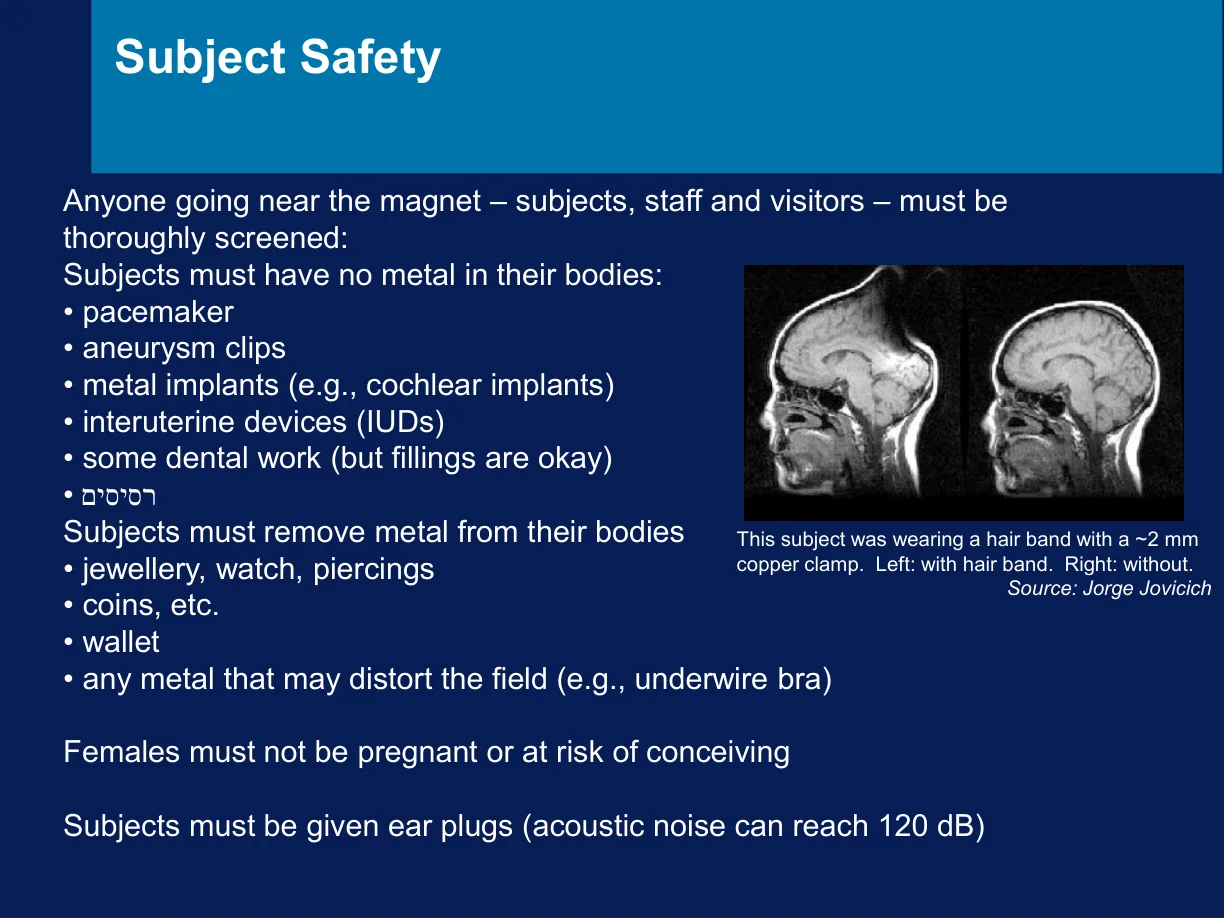 Subject Safety
Anyone going near the magnet – subjects, staff and visitors – must be
thoroughly screened:
Subjects must have no metal in their bodies:
• pacemaker
• aneurysm clips
• metal implants (e.g., cochlear implants)
• interuterine devices (IUDs)
• some dental work (but fillings are okay)
• רסיסים
Subjects must remove metal from their bodies
• jewellery, watch, piercings
• coins, etc.
• wallet
• any metal that may distort the field (e.g., underwire bra)
Females must not be pregnant or at risk of conceiving
Subjects must be given ear plugs (acoustic noise can reach 120 dB)
This subject was wearing a hair band with a ~2 mm
copper clamp.  Left: with hair band.  Right: without.
Source: Jorge Jovicich